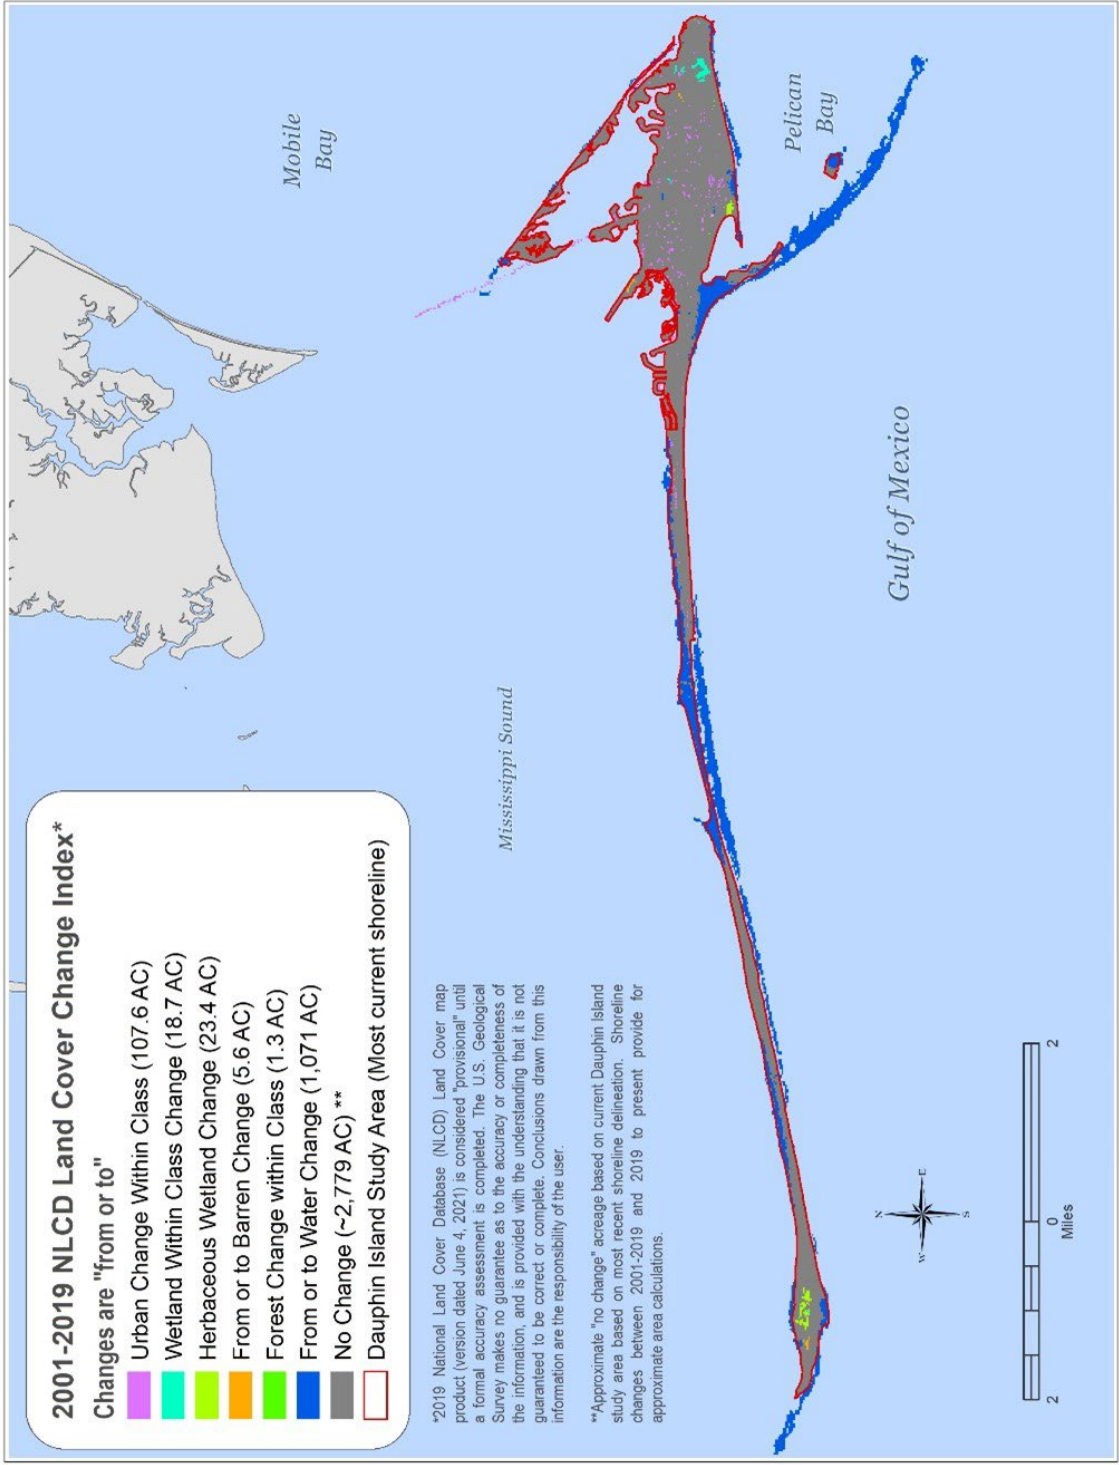 2001-2019 NLCD Land Cover Change Index*
Changes are "from or to"
Urban Change Within Class (107.6 AC)
Wetland Within Class Change (18.7 AC)
Herbaceous Wetland Change (23.4 AC)
From or to Barren Change (5.6 AC)
Forest Change within Class (1.3 AC)
From or to Water Change (1,071 AC)
No Change (~2,779 AC) **
Dauphin Island Study Area (Most current shoreline)
*2019 National Land Cover Database (NLCD) Land Cover map
product (version dated June 4, 2021) is considered "provisional" until
a formal accuracy assessment is completed. The U.S. Geological
Survey makes no guarantee as to the accuracy or completeness of
the information, and is provided with the understanding that it is not
guaranteed to be correct or complete. Conclusions drawn from this
information are the responsibility of the user.
**Approximate "no change" acreage based on current Dauphin Island
study area based on most recent shoreline delineation. Shoreline
changes between 2001-2019 and 2019 to present provide for
approximate area calculations.
Mobile
Bay
Mississippi Sound
Pelican
Bay
Gulf of Mexico
N
W
E
S
2
0
2
Miles